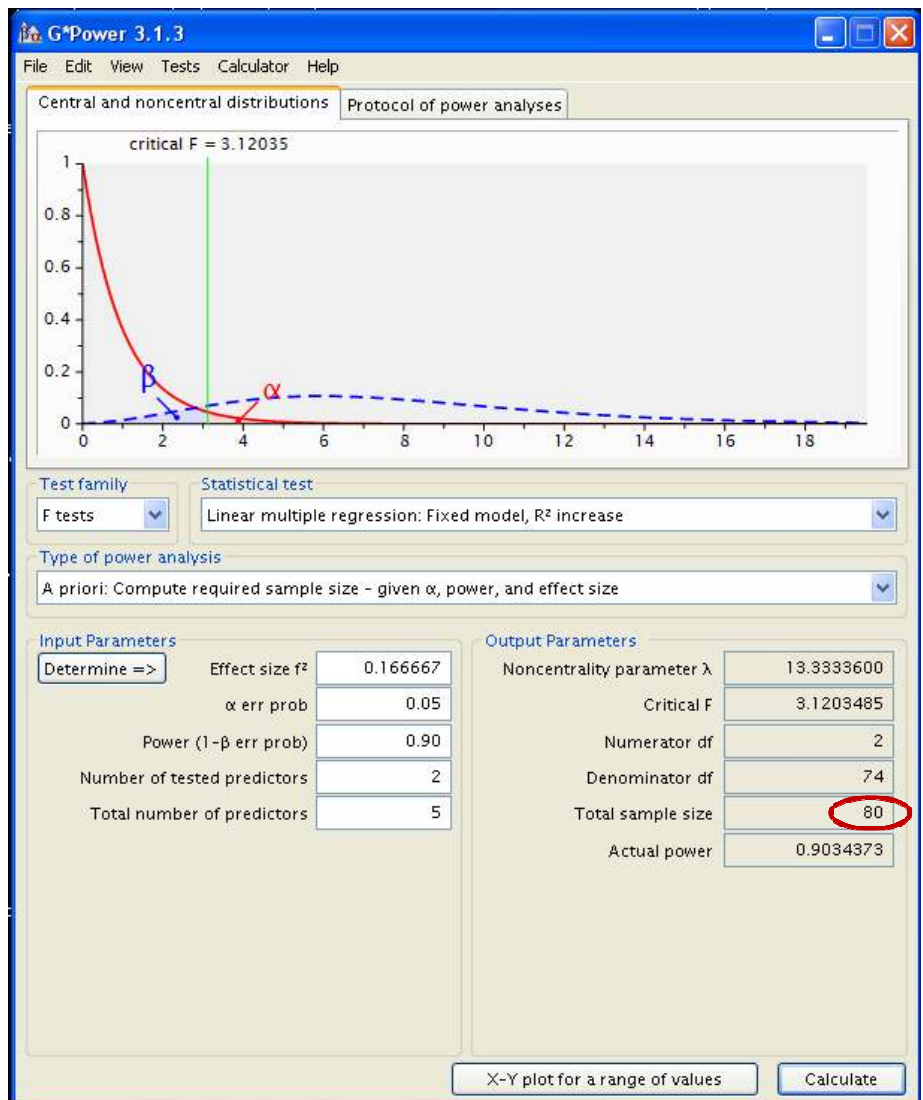 βα G*Power 3.1.3
File Edit View Tests Calculator Help
Central and noncentral distributions Protocol of power analyses
critical F = 3.12035
1
0.8
0.6
0.4
0.2
0
β
α
0 2 4 6 8 10 12 14 16 18
Test family Statistical test
F tests Linear multiple regression: Fixed model, R² increase
Type of power analysis
A priori: Compute required sample size – given α, power, and effect size
Input Parameters Output Parameters
Determine => Effect size f² 0.166667 Noncentrality parameter λ 13.3333600
α err prob 0.05 Critical F 3.1203485
Power (1-β err prob) 0.90 Numerator df 2
Number of tested predictors 2 Denominator df 74
Total number of predictors 5 Total sample size 80
Actual power 0.9034373
X-Y plot for a range of values Calculate